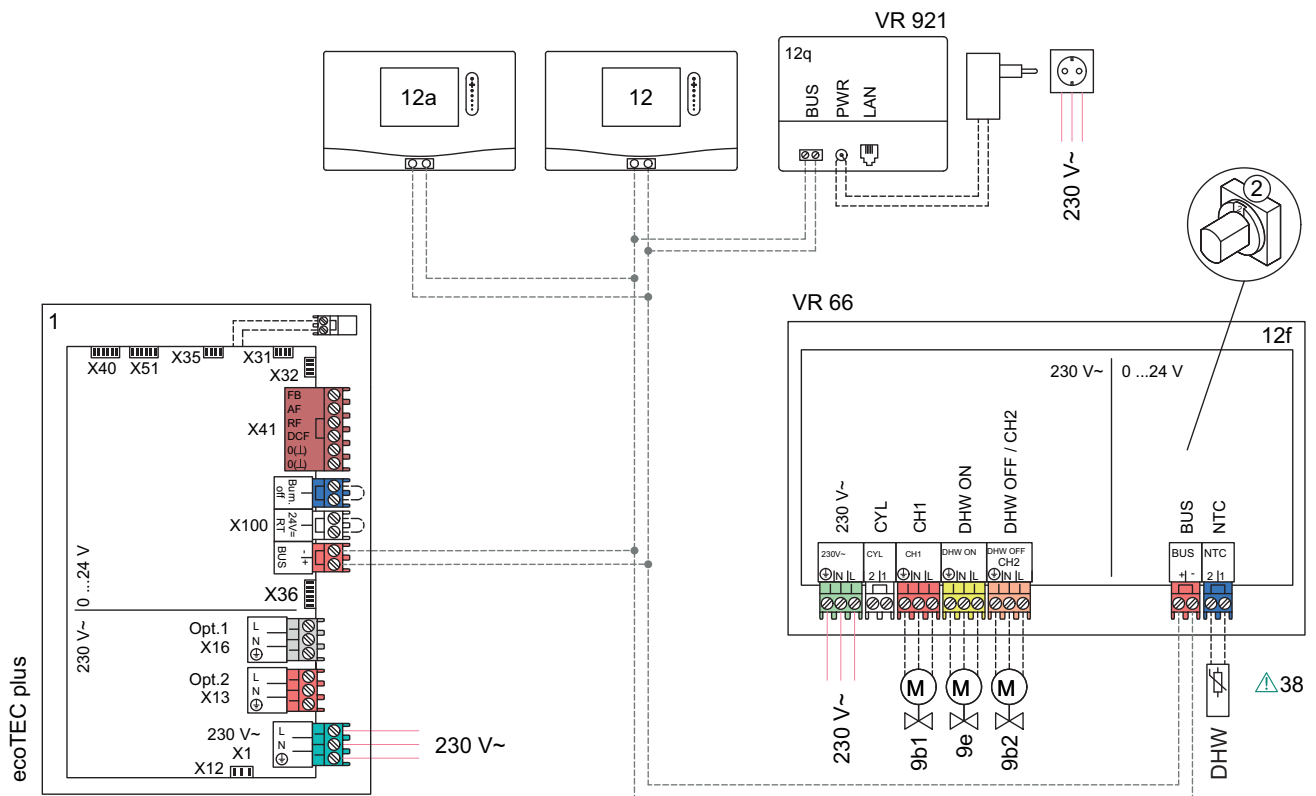 VR 921
12a
12
12q
BUS
PWR
LAN
230 V~
2
2
VR 66
12f
230 V~
0 ...24 V
230 V~
CYL
CH1
DHW ON
DHW OFF / CH2
BUS
NTC
230V~
CYL
CH1
DHW ON
DHW OFF
CH2
BUS
NTC
N L
2 1
N L
N L
N L
+ -
2 1
230 V~
M
M
M
9b1
9e
9b2
DHW
38
ecoTEC plus
1
X40
X51
X35
X31
X32
X41
FB
AF
RF
DCF
0(⊥)
0(⊥)
Burn.
off
X100
24V=
RT
BUS
-
+
X36
0 ...24 V
230 V~
Opt.1
X16
L
N
Opt.2
X13
L
N
230 V~
X1
L
N
X12
230 V~